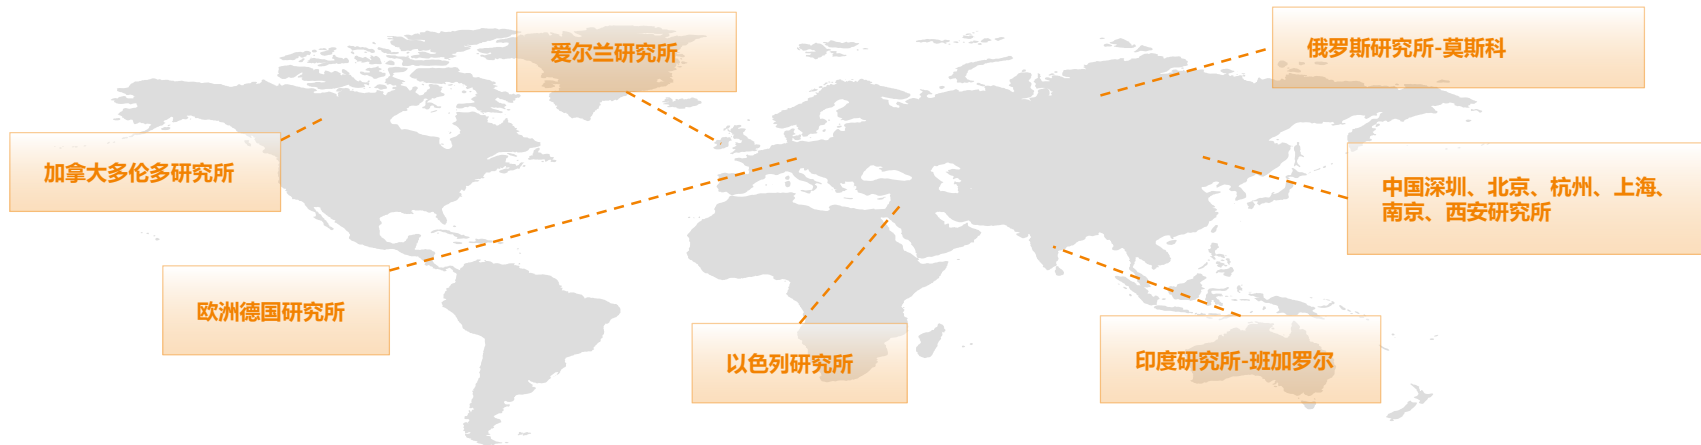 爱尔兰研究所
俄罗斯研究所-莫斯科
加拿大多伦多研究所
中国深圳、北京、杭州、上海、
南京、西安研究所
欧洲德国研究所
以色列研究所
印度研究所-班加罗尔